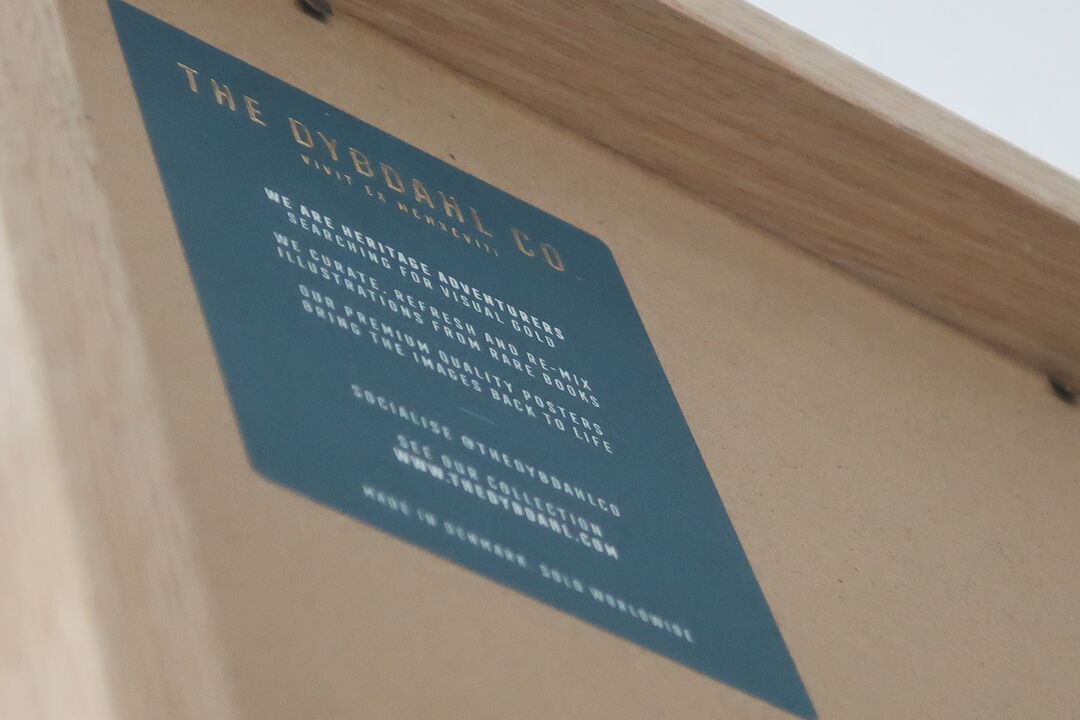 THE DYBDAHL CO
VIVIT EX MCMXCVIII
WE ARE HERITAGE ADVENTURERS
SEARCHING FOR VISUAL GOLD
WE CURATE, REFRESH AND RE-MIX
ILLUSTRATIONS FROM RARE BOOKS
OUR PREMIUM QUALITY POSTERS
BRING THE IMAGES BACK TO LIFE
SOCIALISE @THEDYBDAHLCO
SEE OUR COLLECTION
WWW.THEDYBDAHL.COM
MADE IN DENMARK. SOLD WORLDWIDE